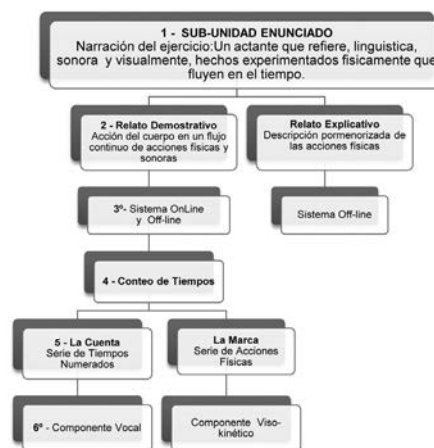 1 - SUB-UNIDAD ENUNCIADO
Narración del ejercicio:Un actante que refiere, linguistica,
sonora y visualmente, hechos experimentados fisicamente que
fluyen en el tiempo.
2 - Relato Demostrativo
Acción del cuerpo en un flujo
continuo de acciones físicas y
sonoras
Relato Explicativo
Descripción pormenorizada de
las acciones físicas
3º- Sistema OnLine
y Off-line
Sistema Off-line
4 - Conteo de Tiempos
5 - La Cuenta
Serie de Tiempos
Numerados
La Marca
Serie de Acciones
Físicas
6º - Componente Vocal
Componente Viso-
kinético